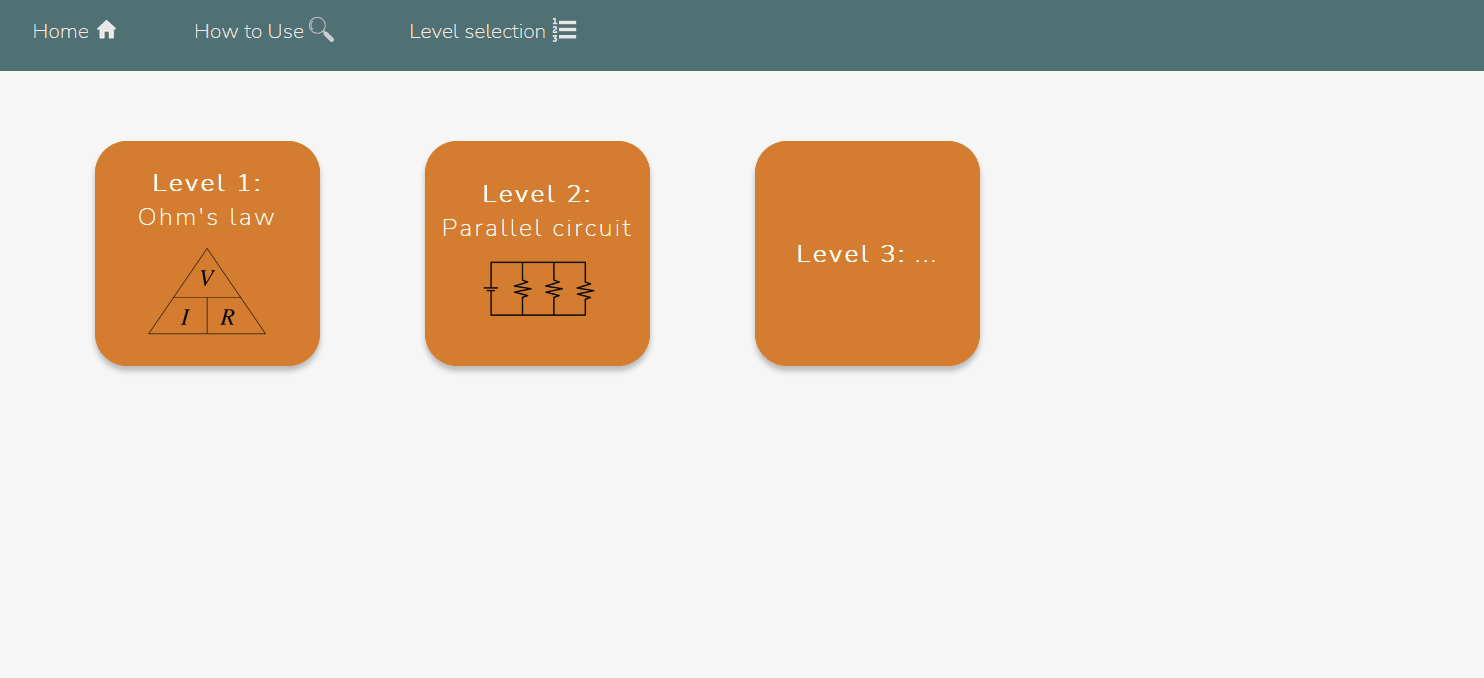 Home
How to Use
Level selection
Level 1:
Ohm's law
V
I R
Level 2:
Parallel circuit
Level 3: ...